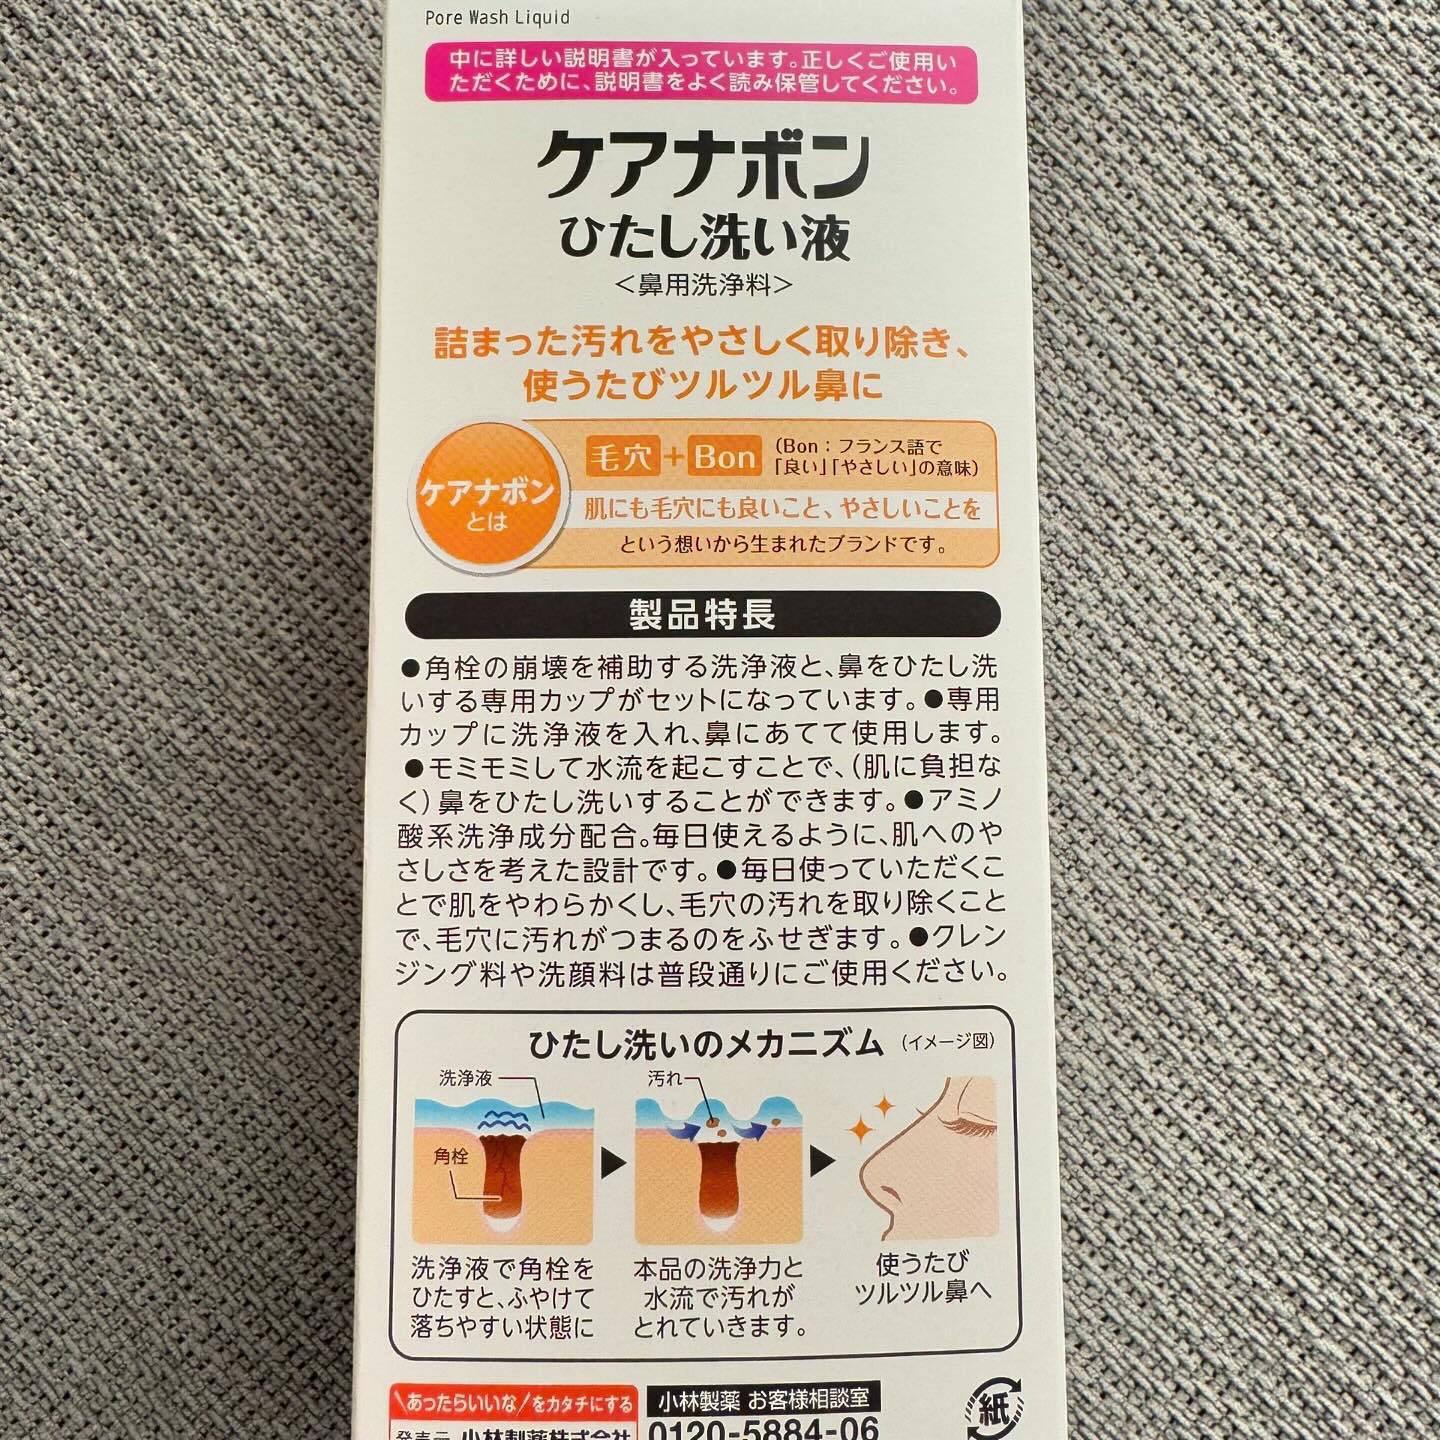 Pore Wash Liquid
中に詳しい説明書が入っています。正しくご使用い
ただくために、説明書をよく読み保管してください。
ケアナボン
ひたし洗い液
＜鼻用洗浄料＞
詰まった汚れをやさしく取り除き、
使うたびツルツル鼻に
ケアナボン
とは
毛穴+Bon
(Bon：フランス語で
「良い」「やさしい」の意味)
肌にも毛穴にも良いこと、やさしいことを
という想いから生まれたブランドです。
製品特長
●角栓の崩壊を補助する洗浄液と、鼻をひたし洗
いする専用カップがセットになっています。●専用
カップに洗浄液を入れ、鼻にあてて使用します。
●モミモミして水流を起こすことで、(肌に負担な
く)鼻をひたし洗いすることができます。●アミノ
酸系洗浄成分配合。毎日使えるように、肌へのや
さしさを考えた設計です。●毎日使っていただくこ
とで肌をやわらかくし、毛穴の汚れを取り除くこと
で、毛穴に汚れがつまるのをふせぎます。●クレン
ジング料や洗顔料は普段通りにご使用ください。
ひたし洗いのメカニズム (イメージ図)
洗浄液
角栓
汚れ
洗浄液で角栓を
ひたすと、ふやけて
落ちやすい状態に
本品の洗浄力と
水流で汚れが
とれていきます。
使うたび
ツルツル鼻へ
\あったらいいな/をカタチにする
発売元 小林製薬株式会社
小林製薬 お客様相談室
0120-5884-06
紙